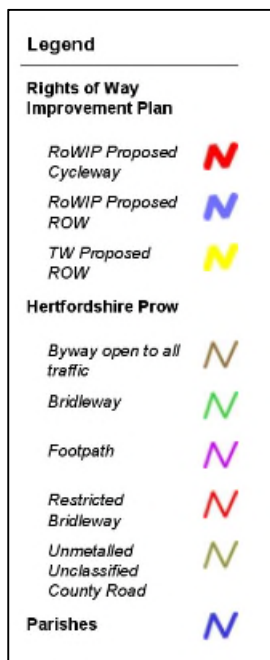 Legend
Rights of Way
Improvement Plan
RoWIP Proposed
Cycleway
RoWIP Proposed
ROW
TW Proposed
ROW
Hertfordshire Prow
Byway open to all
traffic
Bridleway
Footpath
Restricted
Bridleway
Unmetalled
Unclassified
County Road
Parishes